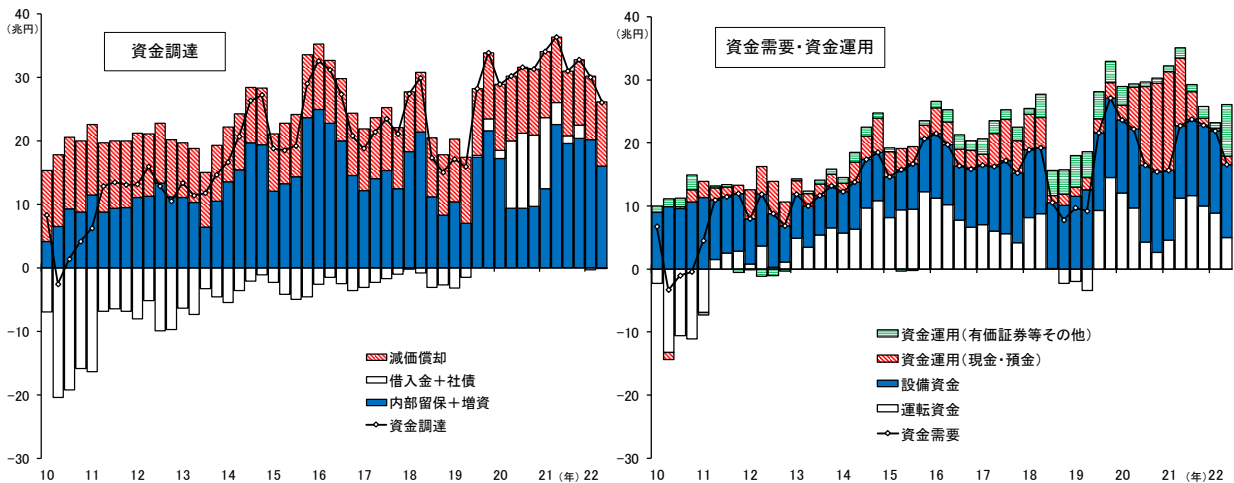 40
（兆円）
資金調達
30
20
10
0
-10
-20
-30
減価償却
借入金＋社債
内部留保＋増資
資金調達
10 11 12 13 14 15 16 17 18 19 20 21 （年） 22
40
（兆円）
資金需要・資金運用
30
20
10
0
-10
-20
-30
資金運用（有価証券等その他）
資金運用（現金・預金）
設備資金
運転資金
資金需要
10 11 12 13 14 15 16 17 18 19 20 21 （年） 22